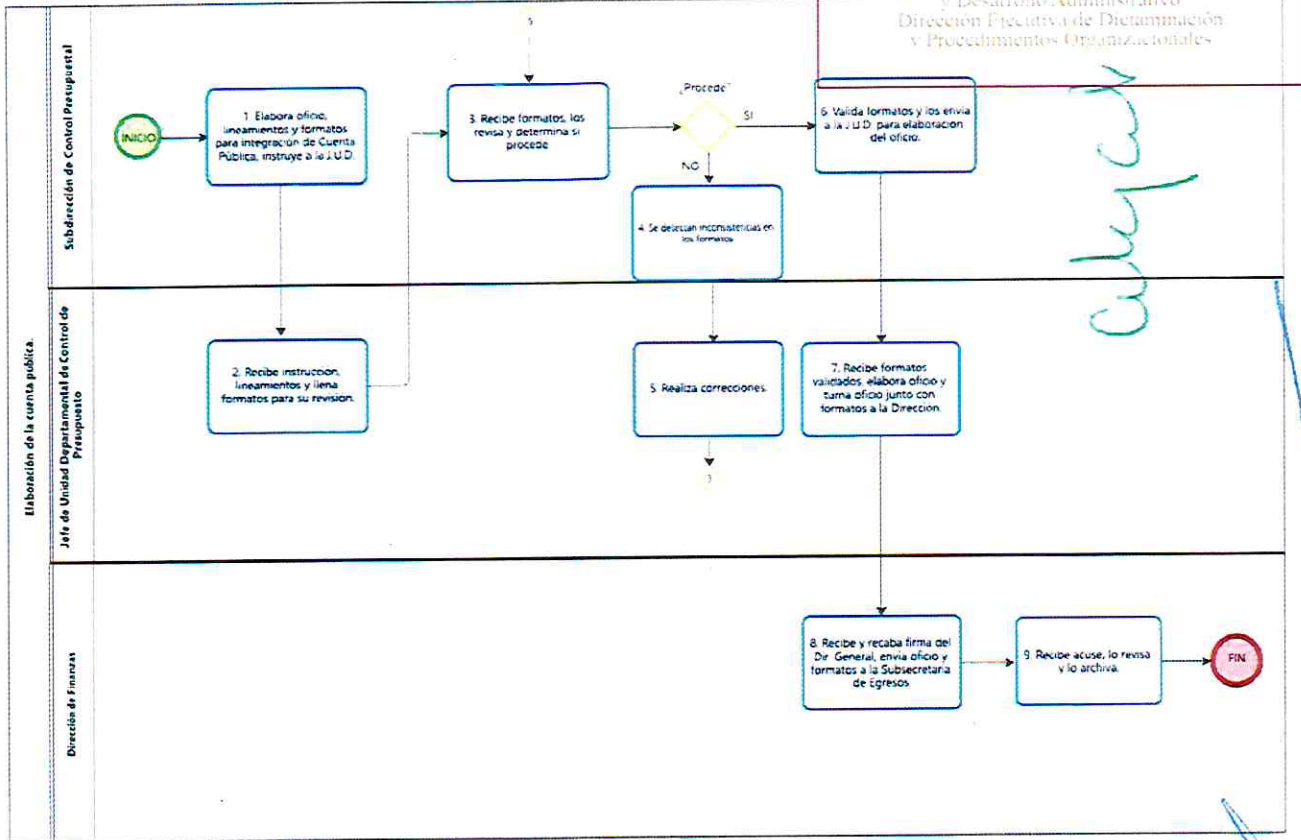 y Desarrollo Administrativo
Dirección Ejecutiva de Dictaminación
y Procedimientos Organizacionales
Elaboración de la cuenta publica.
Subdirección de Control Presupuestal
INICIO
1. Elabora oficio,
lineamientos y formatos
para integración de Cuenta
Pública, instruye a la J.U.D.
5
3. Recibe formatos, los
revisa y determina si
procede
¿Procede?
SI
NO
6. Valida formatos y los envia
a la J.U.D. para elaboración
del oficio.
4. Se detectan inconsistencias en
los formatos
Jefe de Unidad Departamental de Control de
Presupuesto
2. Recibe instrucción,
lineamientos y llena
formatos para su revisión.
5. Realiza correcciones.
3
7. Recibe formatos
validados, elabora oficio y
turna oficio junto con
formatos a la Dirección.
Dirección de Finanzas
8. Recibe y recaba firma del
Dir. General, envía oficio y
formatos a la Subsecretaria
de Egresos
9. Recibe acuse, lo revisa
y lo archiva.
FIN